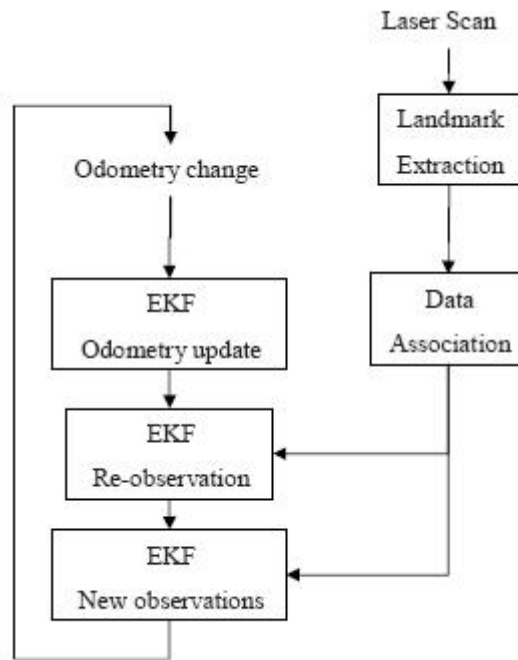 Laser Scan
Landmark
Extraction
Odometry change
EKF
Odometry update
Data
Association
EKF
Re-observation
EKF
New observations